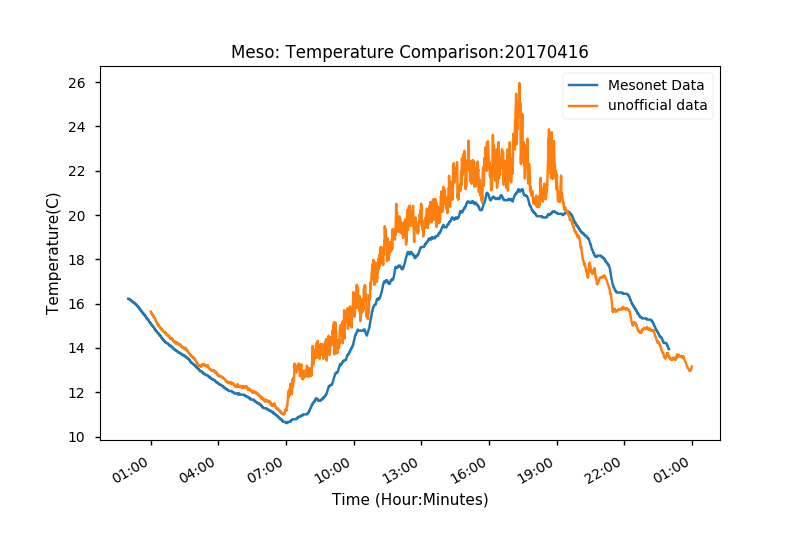 Meso: Temperature Comparison:20170416
Mesonet Data
unofficial data
Temperature(C)
26
24
22
20
18
16
14
12
10
01:00 04:00 07:00 10:00 13:00 16:00 19:00 22:00 01:00
Time (Hour:Minutes)